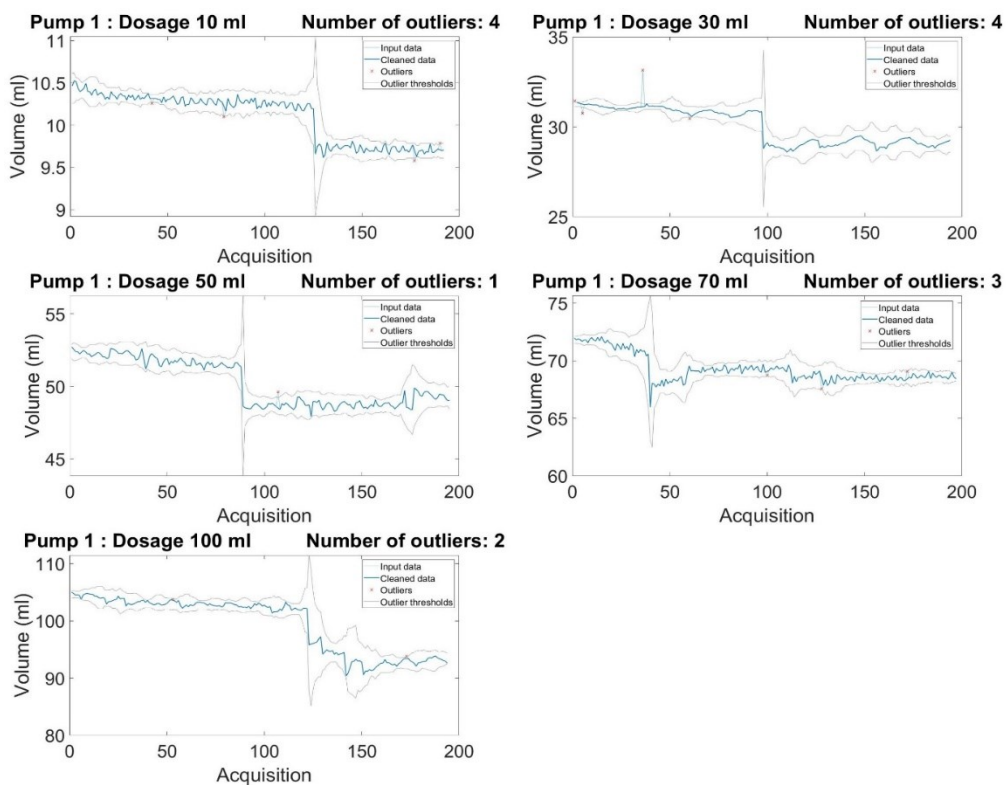 Pump 1 : Dosage 10 ml Number of outliers: 4
11
10.5
10
9.5
9
Volume (ml)
Input data
Cleaned data
Outliers
Outlier thresholds
0 50 100 150 200
Acquisition
Pump 1 : Dosage 30 ml Number of outliers: 4
35
30
25
Volume (ml)
Input data
Cleaned data
Outliers
Outlier thresholds
0 50 100 150 200
Acquisition
Pump 1 : Dosage 50 ml Number of outliers: 1
55
50
45
Volume (ml)
Input data
Cleaned data
Outliers
Outlier thresholds
0 50 100 150 200
Acquisition
Pump 1 : Dosage 70 ml Number of outliers: 3
75
70
65
60
Volume (ml)
Input data
Cleaned data
Outliers
Outlier thresholds
0 50 100 150 200
Acquisition
Pump 1 : Dosage 100 ml Number of outliers: 2
110
100
90
80
Volume (ml)
Input data
Cleaned data
Outliers
Outlier thresholds
0 50 100 150 200
Acquisition